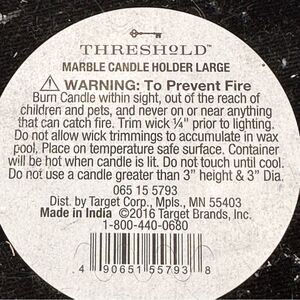 THRESHOLD™
MARBLE CANDLE HOLDER LARGE
WARNING: To Prevent Fire
Burn Candle within sight, out of the reach of
children and pets, and never on or near anything
that can catch fire. Trim wick ¼" prior to lighting.
Do not allow wick trimmings to accumulate in wax
pool. Place on temperature safe surface. Container
will be hot when candle is lit. Do not touch until cool.
Do not use a candle greater than 3" height & 3" Dia.
065 15 5793
Dist. by Target Corp., Mpls., MN 55403
Made in India ©2016 Target Brands, Inc.
1-800-440-0680
4 90651 55793 8